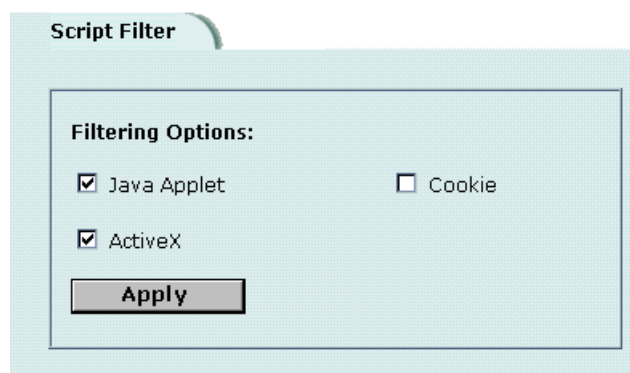 Script Filter
Filtering Options:
Java Applet
Cookie
ActiveX
Apply